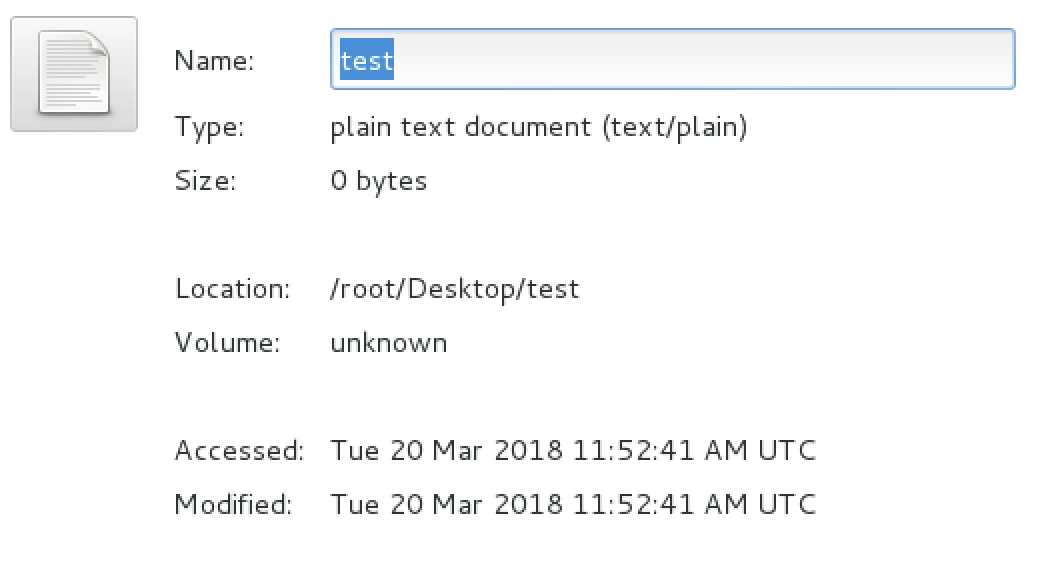 Name: test
Type: plain text document (text/plain)
Size: 0 bytes
Location: /root/Desktop/test
Volume: unknown
Accessed: Tue 20 Mar 2018 11:52:41 AM UTC
Modified: Tue 20 Mar 2018 11:52:41 AM UTC